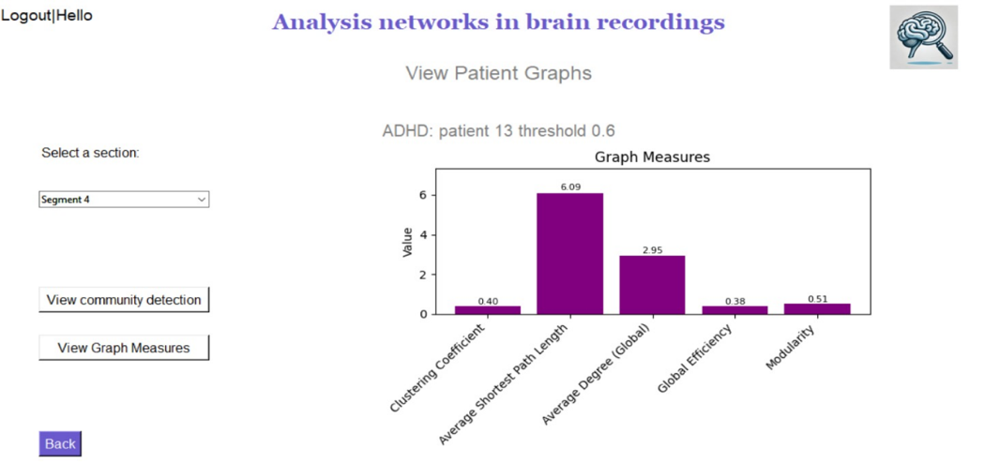 Logout|Hello
Analysis networks in brain recordings
View Patient Graphs
ADHD: patient 13 threshold 0.6
Select a section:
Segment 4
View community detection
View Graph Measures
Back
Graph Measures
Value
6
4
2
0
0.40
6.09
2.95
0.38
0.51
Clustering Coefficient
Average Shortest Path Length
Average Degree (Global)
Global Efficiency
Modularity